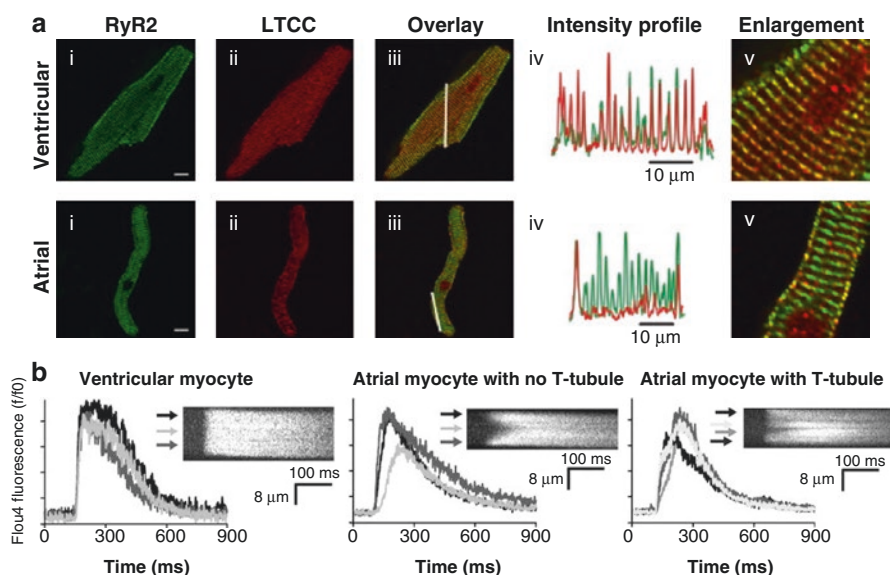 a
RyR2 LTCC Overlay Intensity profile Enlargement
Ventricular
i ii iii iv v
10 μm
Atrial
i ii iii iv v
10 μm
b
Ventricular myocyte Atrial myocyte with no T-tubule Atrial myocyte with T-tubule
Flou4 fluorescence (f/f0)
100 ms 100 ms 100 ms
8 μm 8 μm 8 μm
0 300 600 900 0 300 600 900 0 300 600 900
Time (ms) Time (ms) Time (ms)